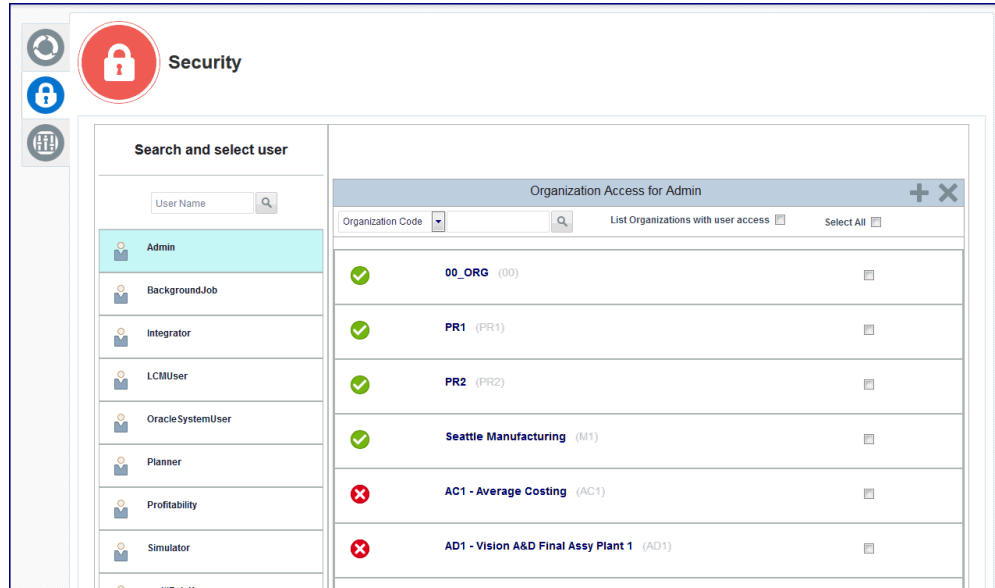 Security
Search and select user
User Name
Admin
BackgroundJob
Integrator
LCMUser
OracleSystemUser
Planner
Profitability
Simulator
Organization Access for Admin
Organization Code
List Organizations with user access
Select All
00_ORG (00)
PR1 (PR1)
PR2 (PR2)
Seattle Manufacturing (M1)
AC1 - Average Costing (AC1)
AD1 - Vision A&D Final Assy Plant 1 (AD1)